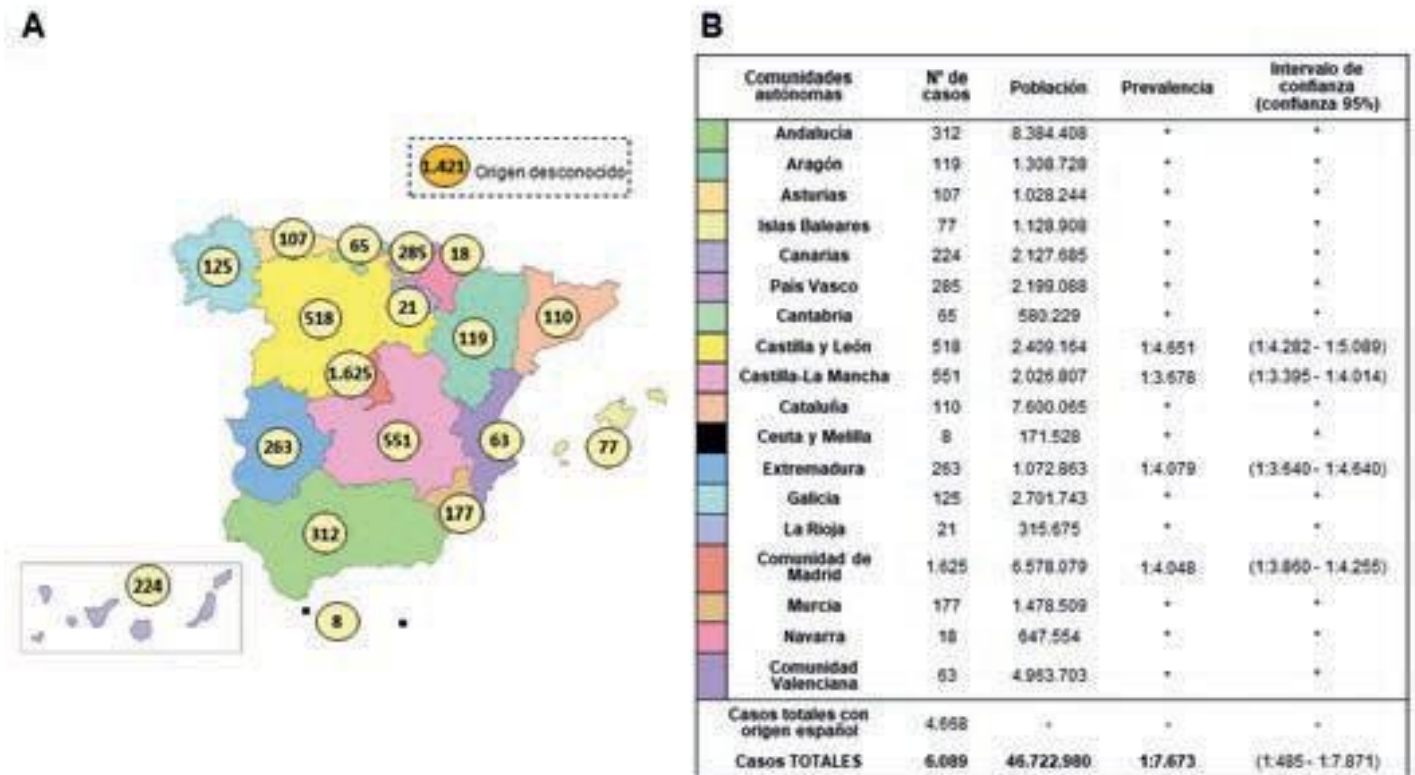 A
1.421 Origen desconocido
107
65
285
18
125
21
518
110
119
1.625
263
551
63
77
177
312
224
8
B
Comunidades autónomas Nº de casos Población Prevalencia Intervalo de confianza (confianza 95%)
Andalucía 312 8.384.408 * *
Aragón 119 1.308.728 * *
Asturias 107 1.028.244 * *
Islas Baleares 77 1.128.908 * *
Canarias 224 2.127.685 * *
País Vasco 285 2.199.088 * *
Cantabria 65 580.229 * *
Castilla y León 518 2.409.164 1:4.651 (1:4.282 - 1:5.089)
Castilla-La Mancha 551 2.026.807 1:3.678 (1:3.395 - 1:4.014)
Cataluña 110 7.600.065 * *
Ceuta y Melilla 8 171.528 * *
Extremadura 263 1.072.863 1:4.079 (1:3.640 - 1:4.640)
Galicia 125 2.701.743 * *
La Rioja 21 315.675 * *
Comunidad de Madrid 1.625 6.578.079 1:4.048 (1:3.860 - 1:4.255)
Murcia 177 1.478.509 * *
Navarra 18 647.554 * *
Comunidad Valenciana 63 4.963.703 * *
Casos totales con origen español 4.668 - - -
Casos TOTALES 6.089 46.722.980 1:7.673 (1:485 - 1:7.871)